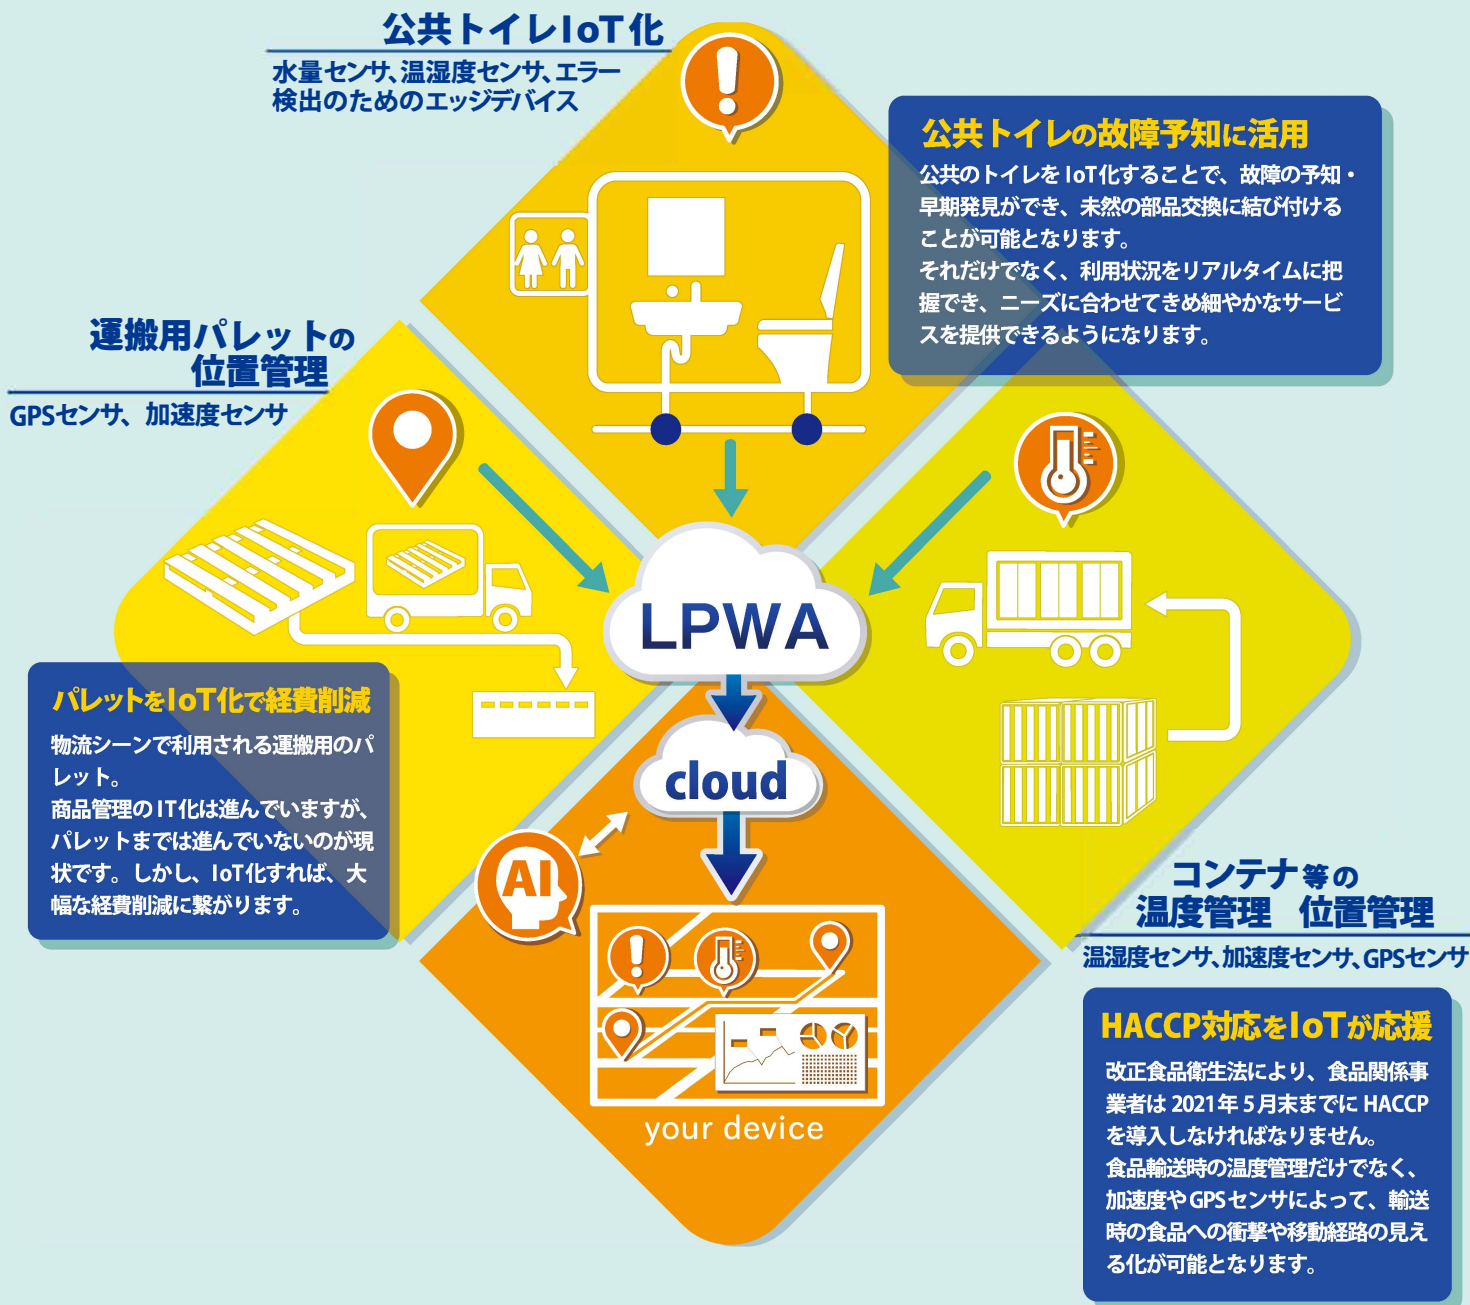 公共トイレIoT化
水量センサ、温湿度センサ、エラー
検出のためのエッジデバイス
公共トイレの故障予知に活用
公共のトイレをIoT化することで、故障の予知・
早期発見ができ、未然の部品交換に結び付ける
ことが可能となります。
それだけでなく、利用状況をリアルタイムに把
握でき、ニーズに合わせてきめ細やかなサービ
スを提供できるようになります。
運搬用パレットの
位置管理
GPSセンサ、加速度センサ
LPWA
パレットをIoT化で経費削減
物流シーンで利用される運搬用のパ
レット。
商品管理のIT化は進んでいますが、
パレットまでは進んでいないのが現
状です。しかし、IoT化すれば、大
幅な経費削減に繋がります。
cloud
AI
your device
コンテナ等の
温度管理　位置管理
温湿度センサ、加速度センサ、GPSセンサ
HACCP対応をIoTが応援
改正食品衛生法により、食品関係事
業者は 2021年 5月末までに HACCP
を導入しなければなりません。
食品輸送時の温度管理だけでなく、
加速度やGPSセンサによって、輸送
時の食品への衝撃や移動経路の見え
る化が可能となります。